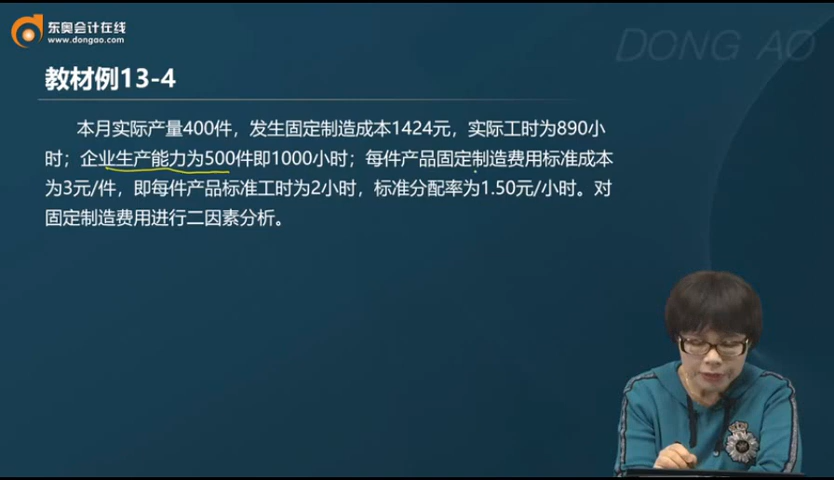 东奥会计在线
www.dongao.com
DONG AO
教材例13-4
本月实际产量400件，发生固定制造成本1424元，实际工时为890小
时；企业生产能力为500件即1000小时；每件产品固定制造费用标准成本
为3元/件，即每件产品标准工时为2小时，标准分配率为1.50元/小时。对
固定制造费用进行二因素分析。